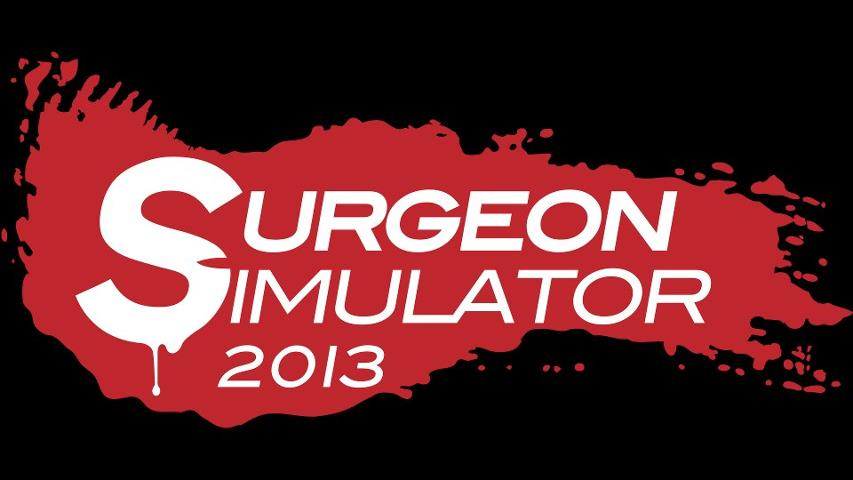 SURGEON
SIMULATOR
2013